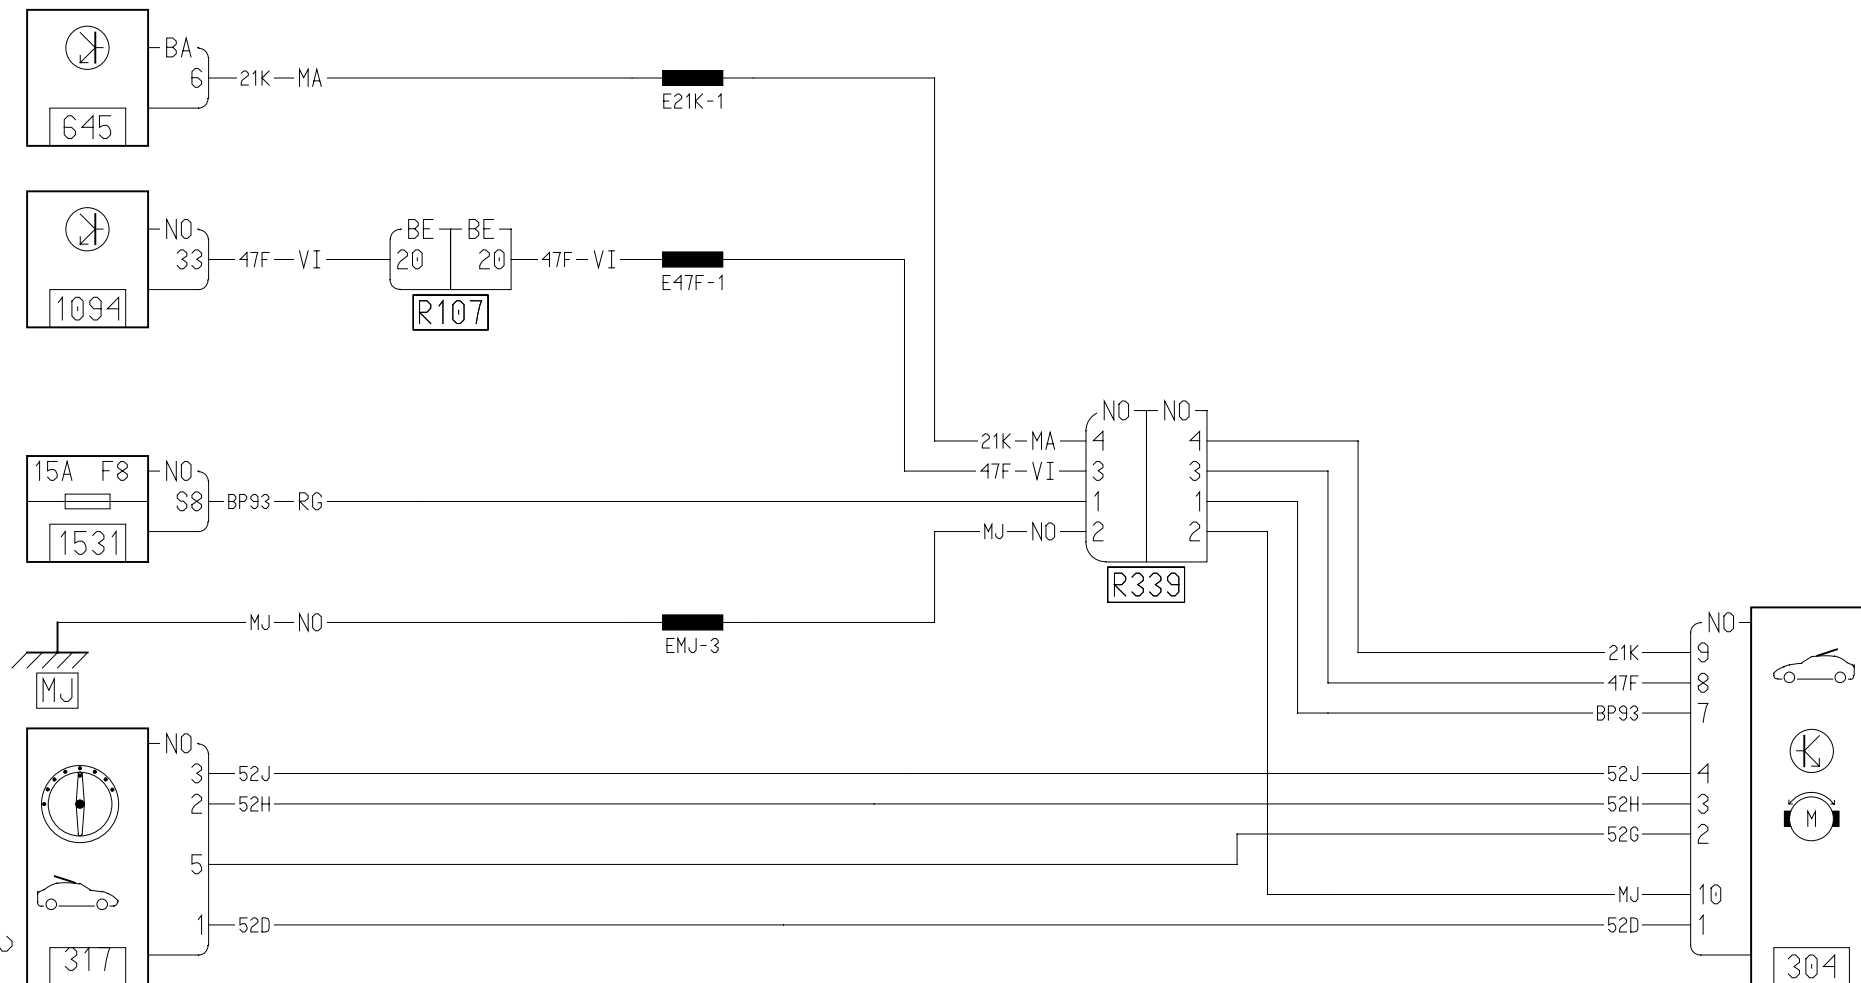 BA
6 21K MA
E21K-1
645
NO
33 47F VI
BE BE
20 20
47F VI
E47F-1
1094
R107
NO NO
21K MA 4 4
47F VI 3 3
15A F8 NO
S8 BP93 RG 1 1
MJ NO 2 2
1531
R339
MJ NO
EMJ-3
MJ
NO
21K 9
47F 8
BP93 7
NO
3 52J
52J 4
2 52H
52H 3
M
52G 2
5
MJ 10
1 52D
52D 1
317
304